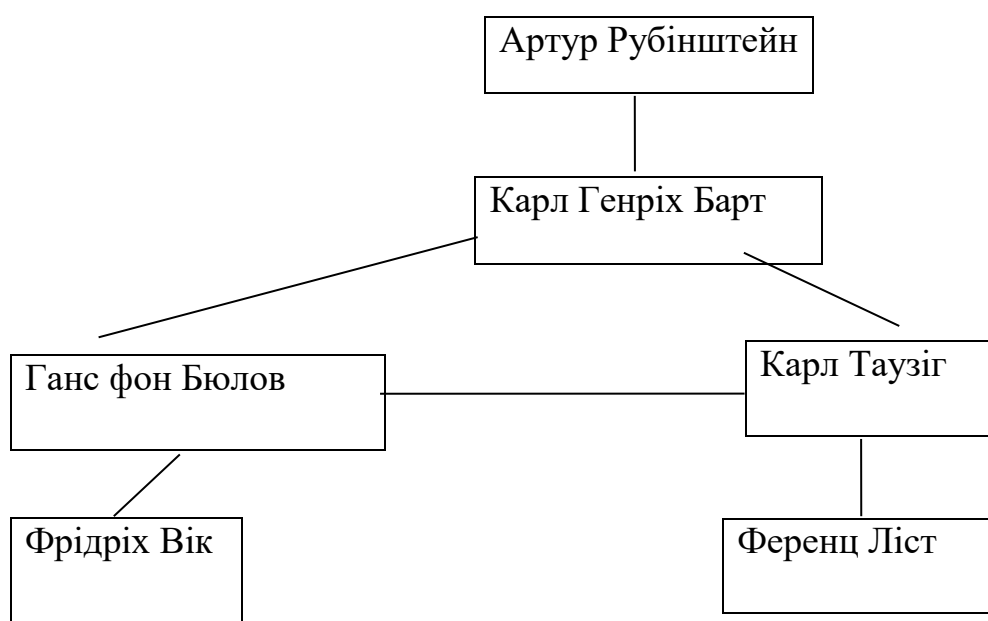 Артур Рубінштейн
Карл Генріх Барт
Ганс фон Бюлов
Карл Таузіг
Фрідріх Вік
Ференц Ліст